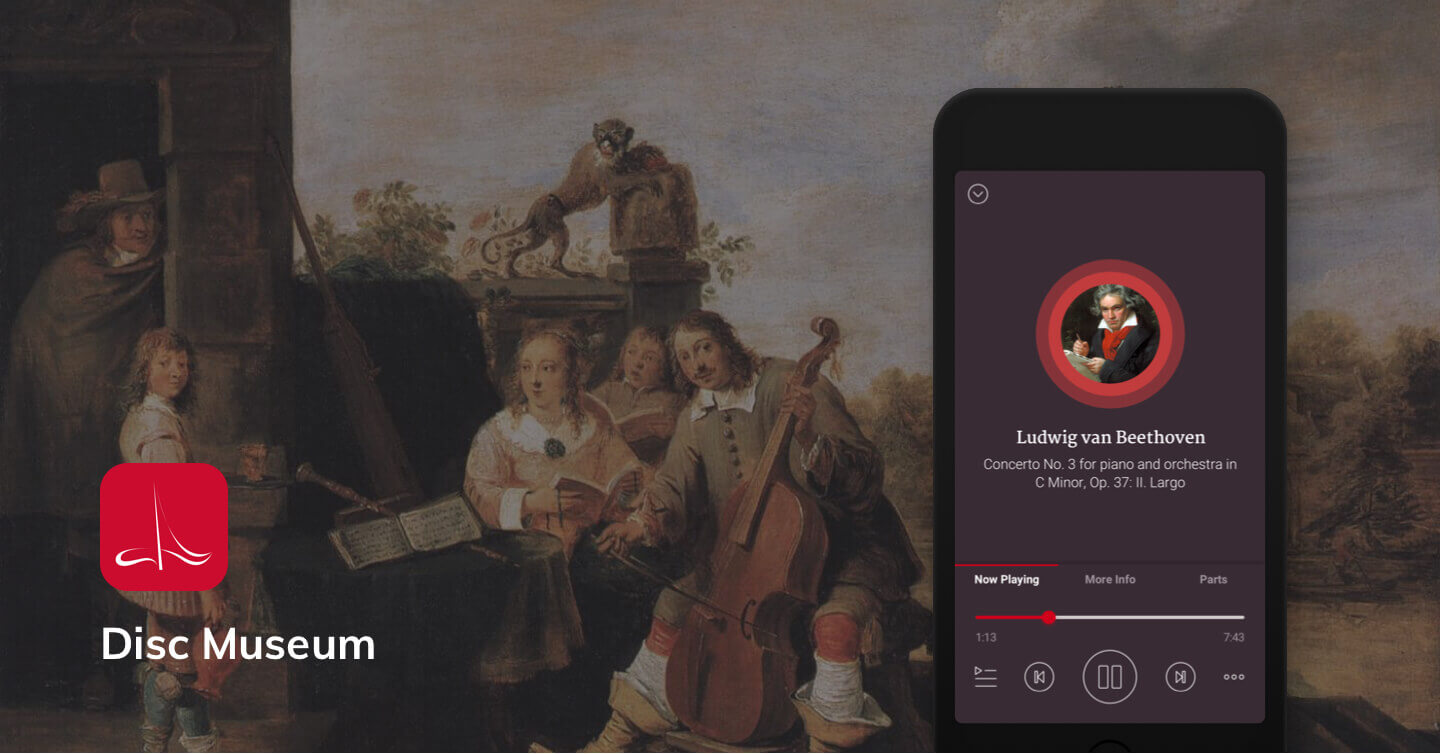 Disc Museum
Ludwig van Beethoven
Concerto No. 3 for piano and orchestra in
C Minor, Op. 37: II. Largo
Now Playing
More Info
Parts
1:13
7:43